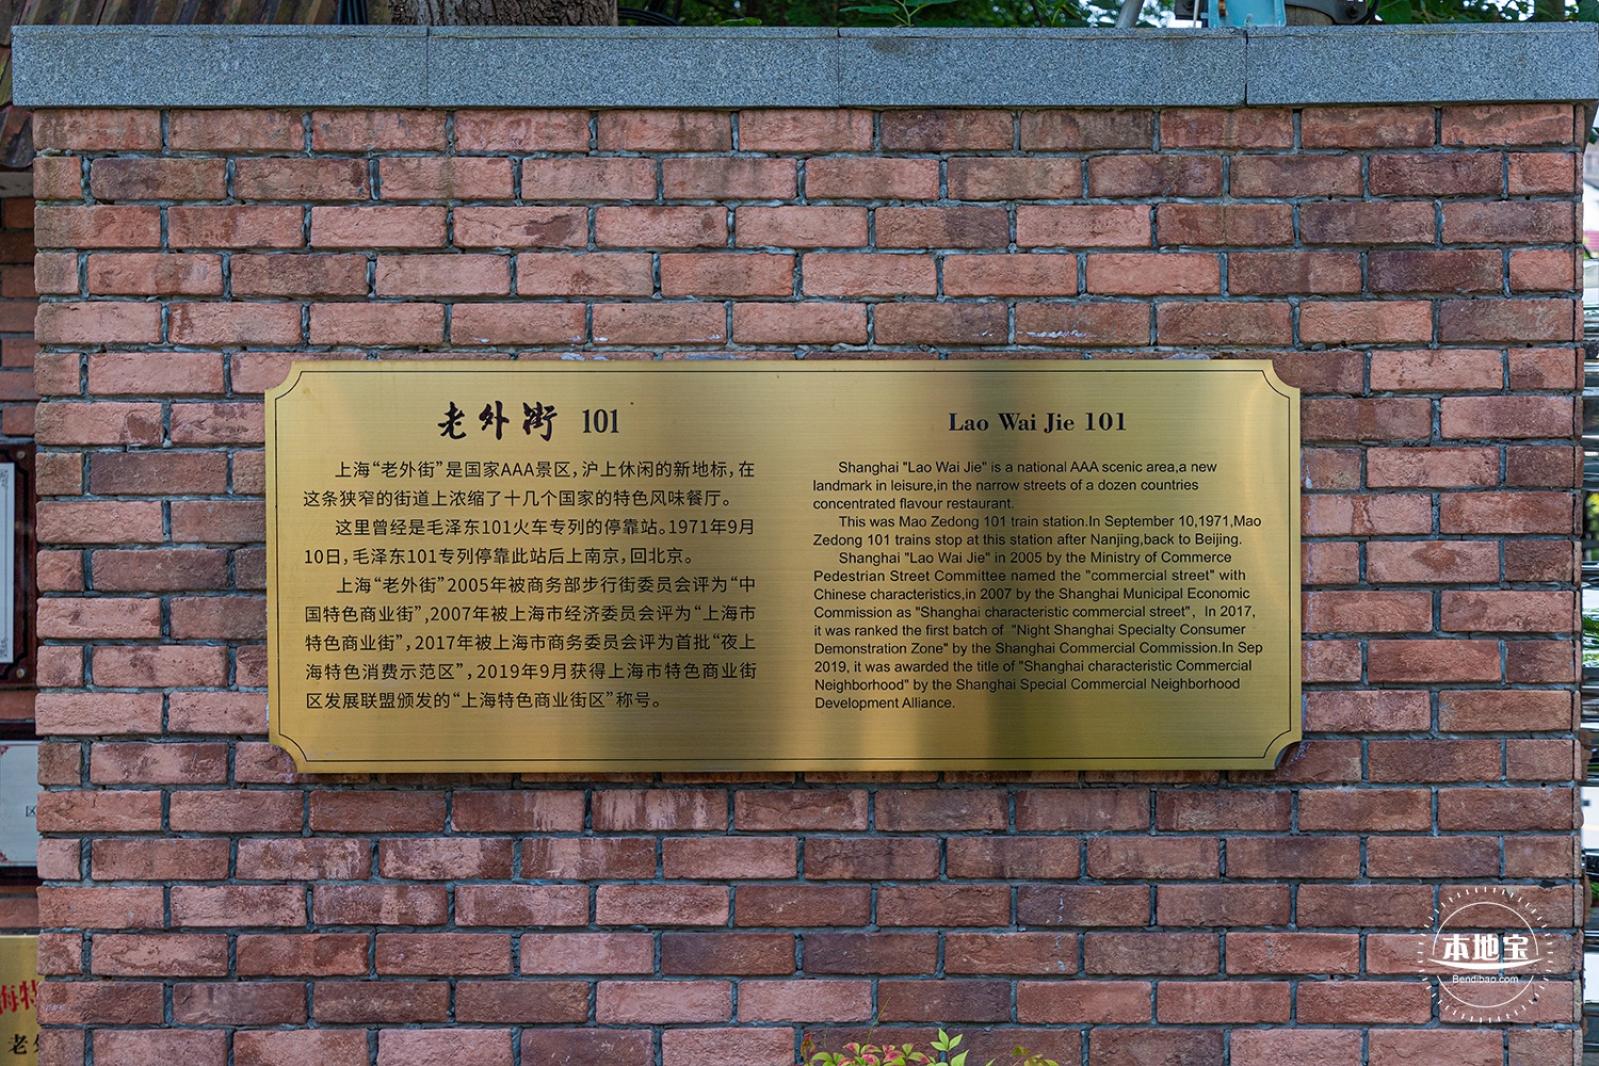 老外街 101
上海“老外街”是国家AAA景区,沪上休闲的新地标,在
这条狭窄的街道上浓缩了十几个国家的特色风味餐厅。
这里曾经是毛泽东101火车专列的停靠站。1971年9月
10日,毛泽东101专列停靠此站后上南京,回北京。
上海“老外街”2005年被商务部步行街委员会评为“中
国特色商业街”,2007年被上海市经济委员会评为“上海市
特色商业街”,2017年被上海市商务委员会评为首批“夜上
海特色消费示范区”,2019年9月获得上海市特色商业街
区发展联盟颁发的“上海特色商业街区”称号。
Lao Wai Jie 101
Shanghai "Lao Wai Jie" is a national AAA scenic area,a new
landmark in leisure,in the narrow streets of a dozen countries
concentrated flavour restaurant.
This was Mao Zedong 101 train station.In September 10,1971,Mao
Zedong 101 trains stop at this station after Nanjing,back to Beijing.
Shanghai "Lao Wai Jie" in 2005 by the Ministry of Commerce
Pedestrian Street Committee named the "commercial street" with
Chinese characteristics,in 2007 by the Shanghai Municipal Economic
Commission as "Shanghai characteristic commercial street", In 2017,
it was ranked the first batch of "Night Shanghai Specialty Consumer
Demonstration Zone" by the Shanghai Commercial Commission.In Sep
2019, it was awarded the title of "Shanghai characteristic Commercial
Neighborhood" by the Shanghai Special Commercial Neighborhood
Development Alliance.
海特
老外
本地宝
Bendibao.com